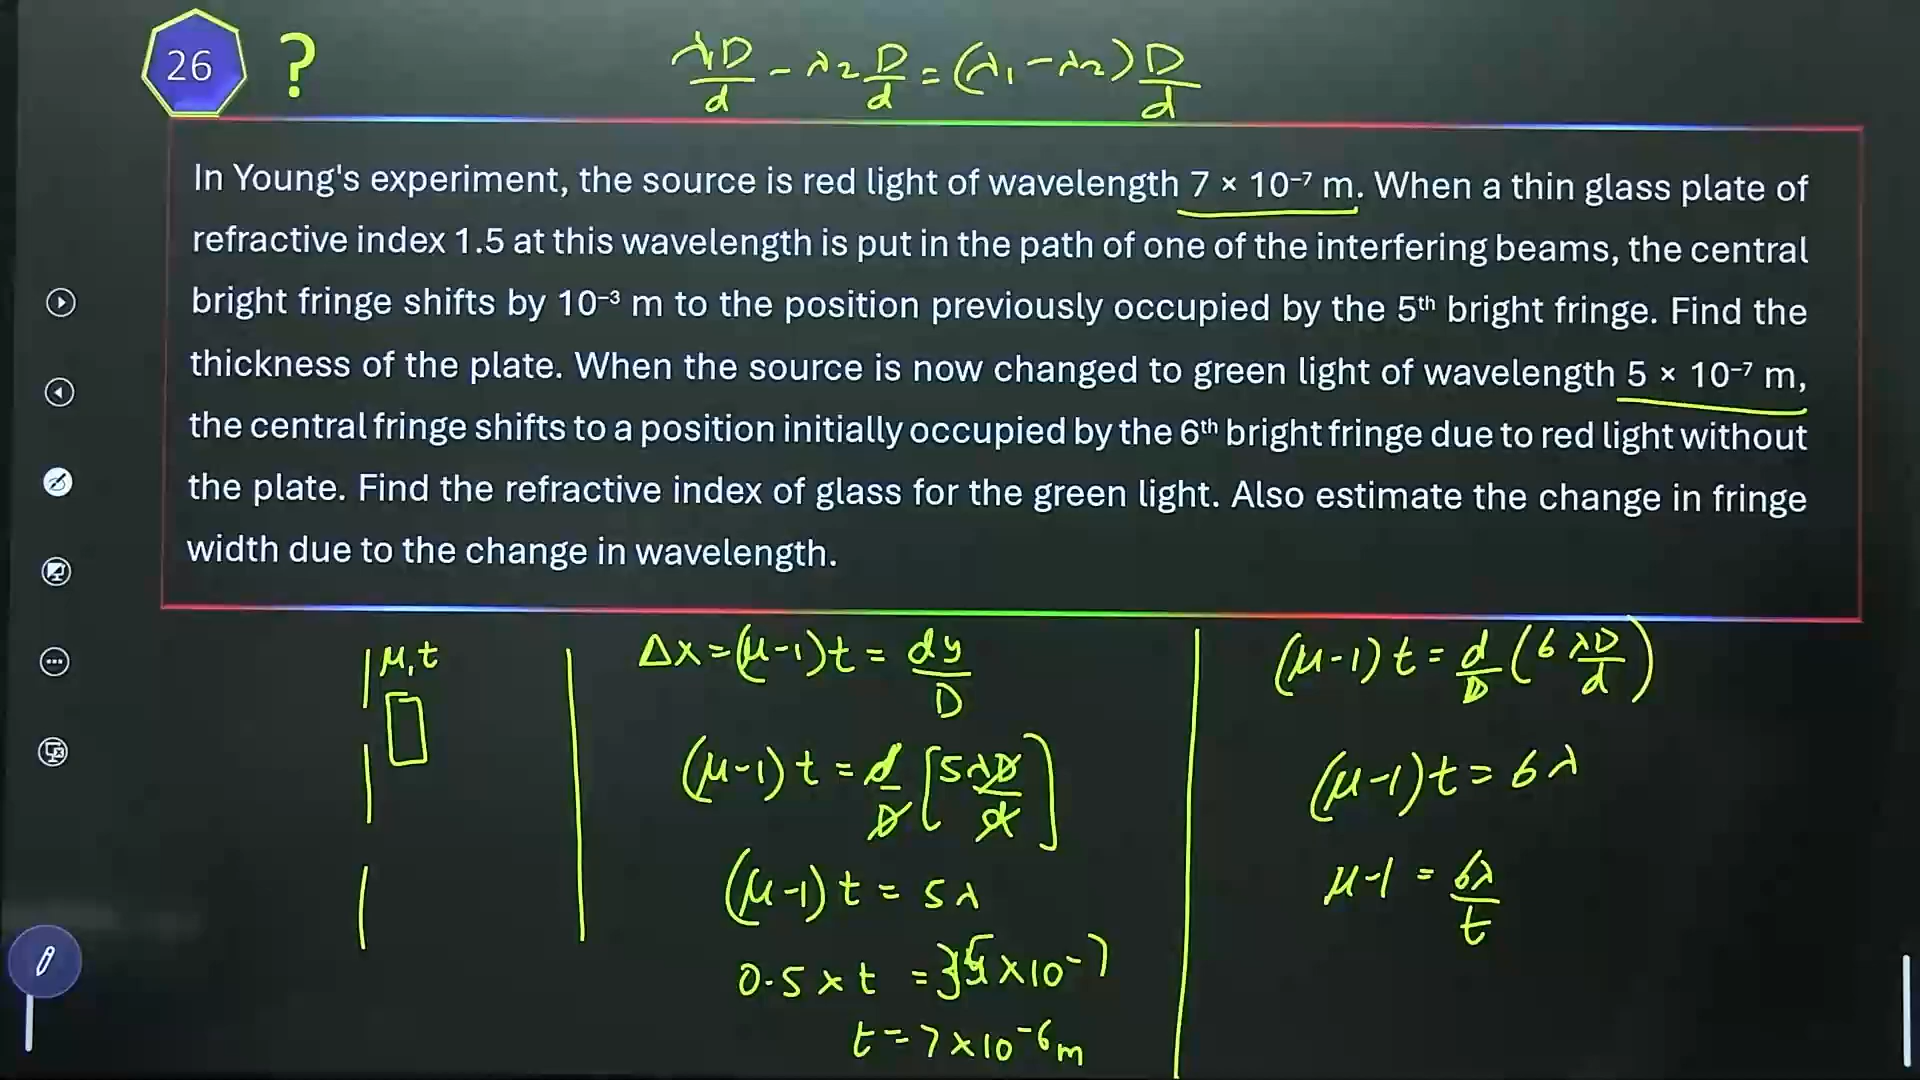 26 ?
λ1D/d - λ2 D/d = (λ1 - λ2) D/d
In Young's experiment, the source is red light of wavelength 7 × 10⁻⁷ m. When a thin glass plate of
refractive index 1.5 at this wavelength is put in the path of one of the interfering beams, the central
bright fringe shifts by 10⁻³ m to the position previously occupied by the 5ᵗʰ bright fringe. Find the
thickness of the plate. When the source is now changed to green light of wavelength 5 × 10⁻⁷ m,
the central fringe shifts to a position initially occupied by the 6ᵗʰ bright fringe due to red light without
the plate. Find the refractive index of glass for the green light. Also estimate the change in fringe
width due to the change in wavelength.
μ,t
Δx = (μ-1)t = dy/D
(μ-1)t = d/D [5λD/d]
(μ-1)t = 5λ
0.5 × t = 35 × 10⁻⁷
t = 7 × 10⁻⁶ m
(μ-1)t = d/D (6 λD/d)
(μ-1)t = 6λ
μ-1 = 6λ/t